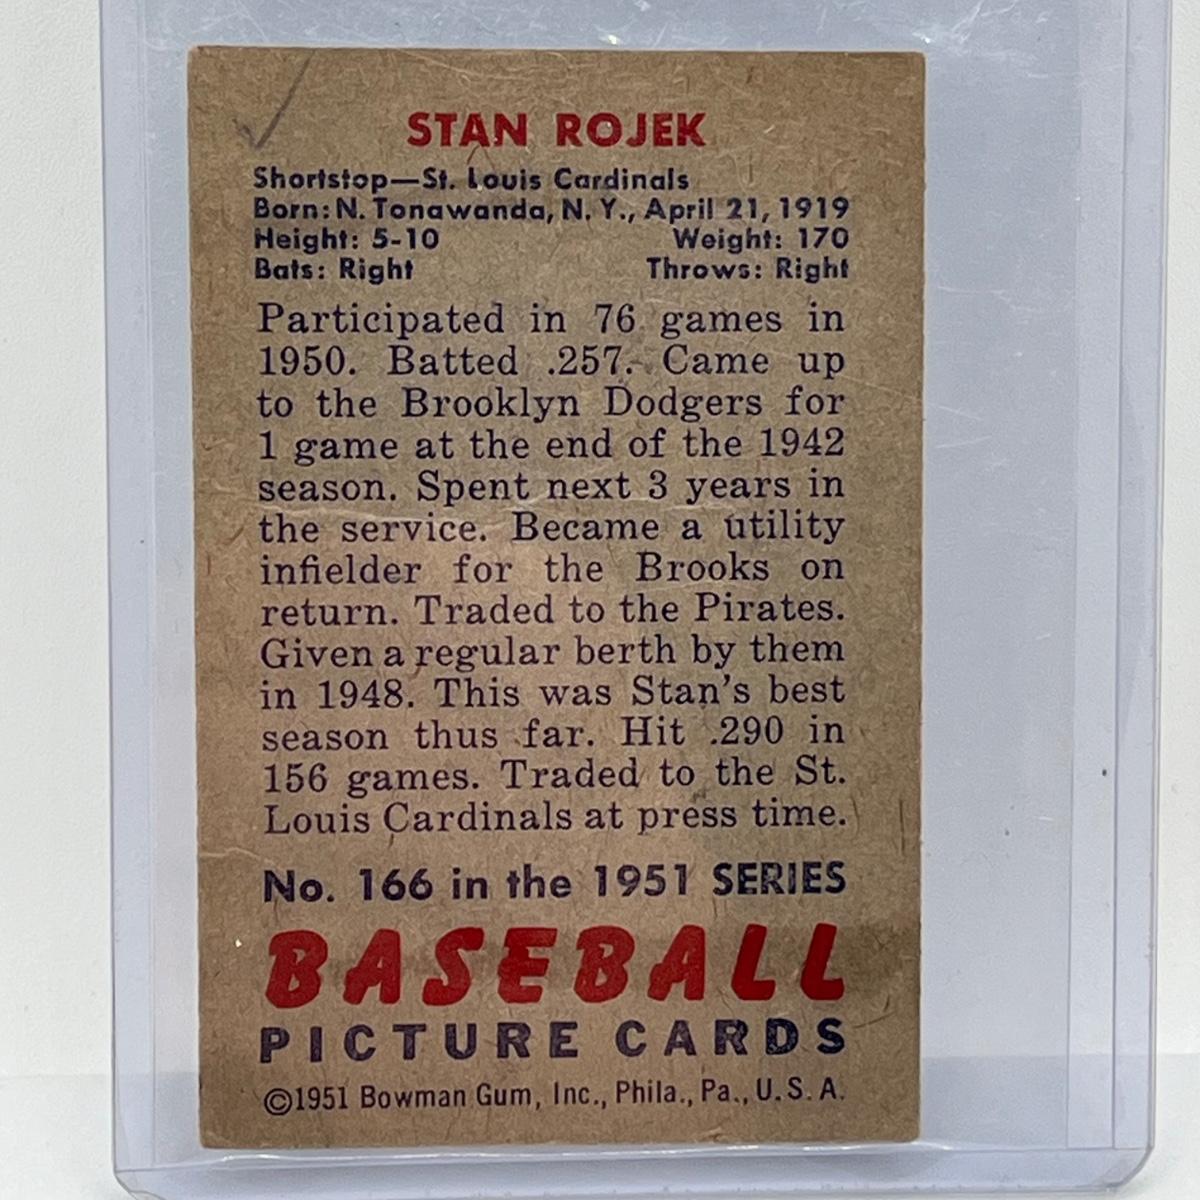 STAN ROJEK
Shortstop—St. Louis Cardinals
Born: N. Tonawanda, N. Y., April 21, 1919
Height: 5-10 Weight: 170
Bats: Right Throws: Right
Participated in 76 games in
1950. Batted .257. Came up
to the Brooklyn Dodgers for
1 game at the end of the 1942
season. Spent next 3 years in
the service. Became a utility
infielder for the Brooks on
return. Traded to the Pirates.
Given a regular berth by them
in 1948. This was Stan's best
season thus far. Hit .290 in
156 games. Traded to the St.
Louis Cardinals at press time.
No. 166 in the 1951 SERIES
BASEBALL
PICTURE CARDS
©1951 Bowman Gum, Inc., Phila., Pa., U. S. A.